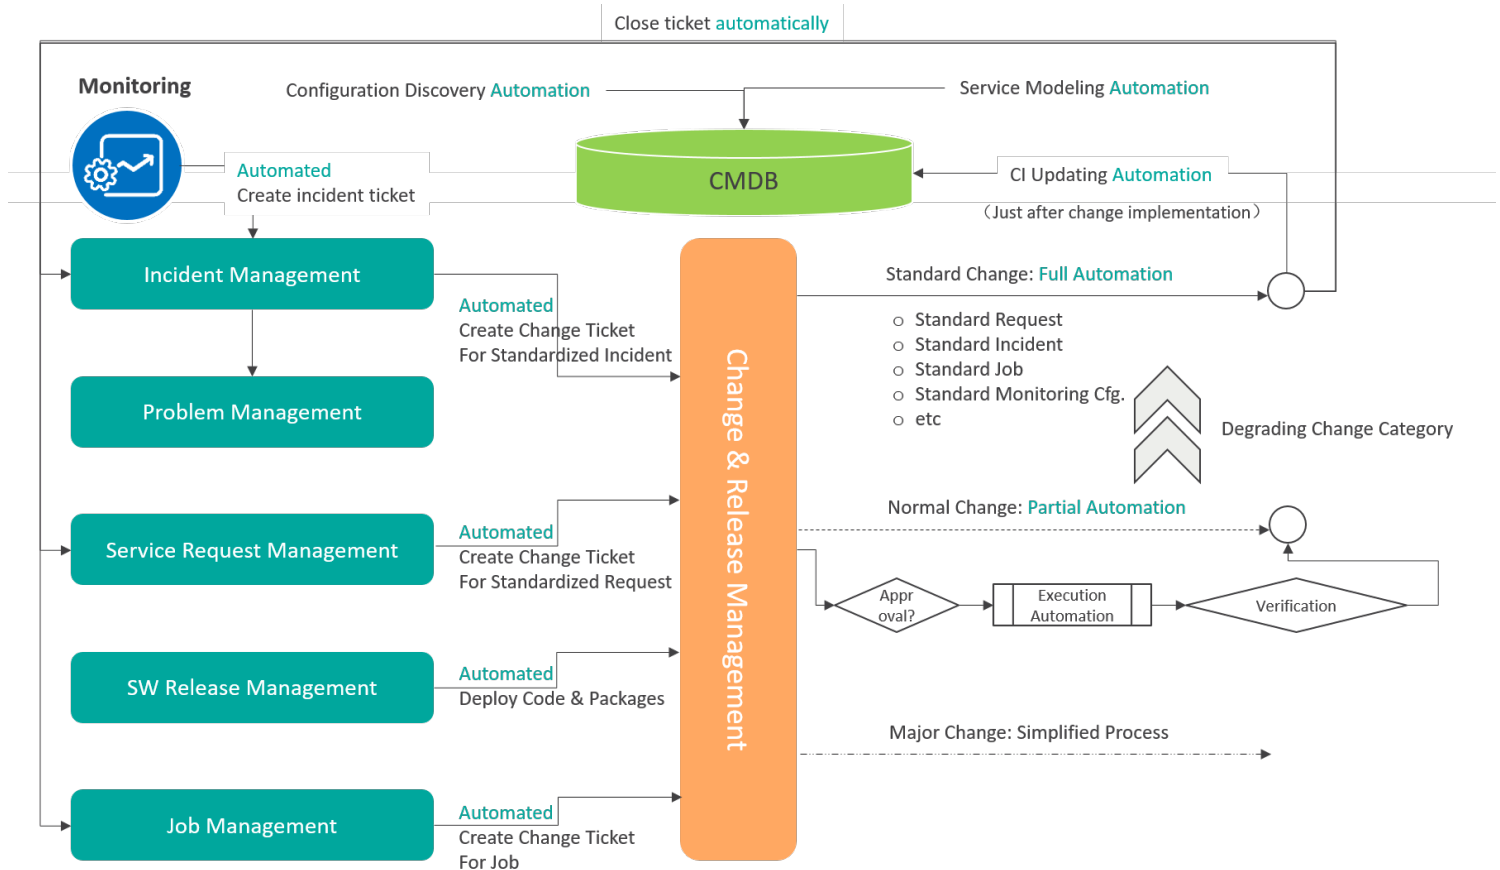 Close ticket automatically
Monitoring
Configuration Discovery Automation
Service Modeling Automation
Automated
Create incident ticket
CMDB
CI Updating Automation
（Just after change implementation）
Incident Management
Automated
Create Change Ticket
For Standardized Incident
Problem Management
Service Request Management
Automated
Create Change Ticket
For Standardized Request
SW Release Management
Automated
Deploy Code & Packages
Job Management
Automated
Create Change Ticket
For Job
Change & Release Management
Standard Change: Full Automation
o Standard Request
o Standard Incident
o Standard Job
o Standard Monitoring Cfg.
o etc
Degrading Change Category
Normal Change: Partial Automation
Appr
oval?
Execution
Automation
Verification
Major Change: Simplified Process